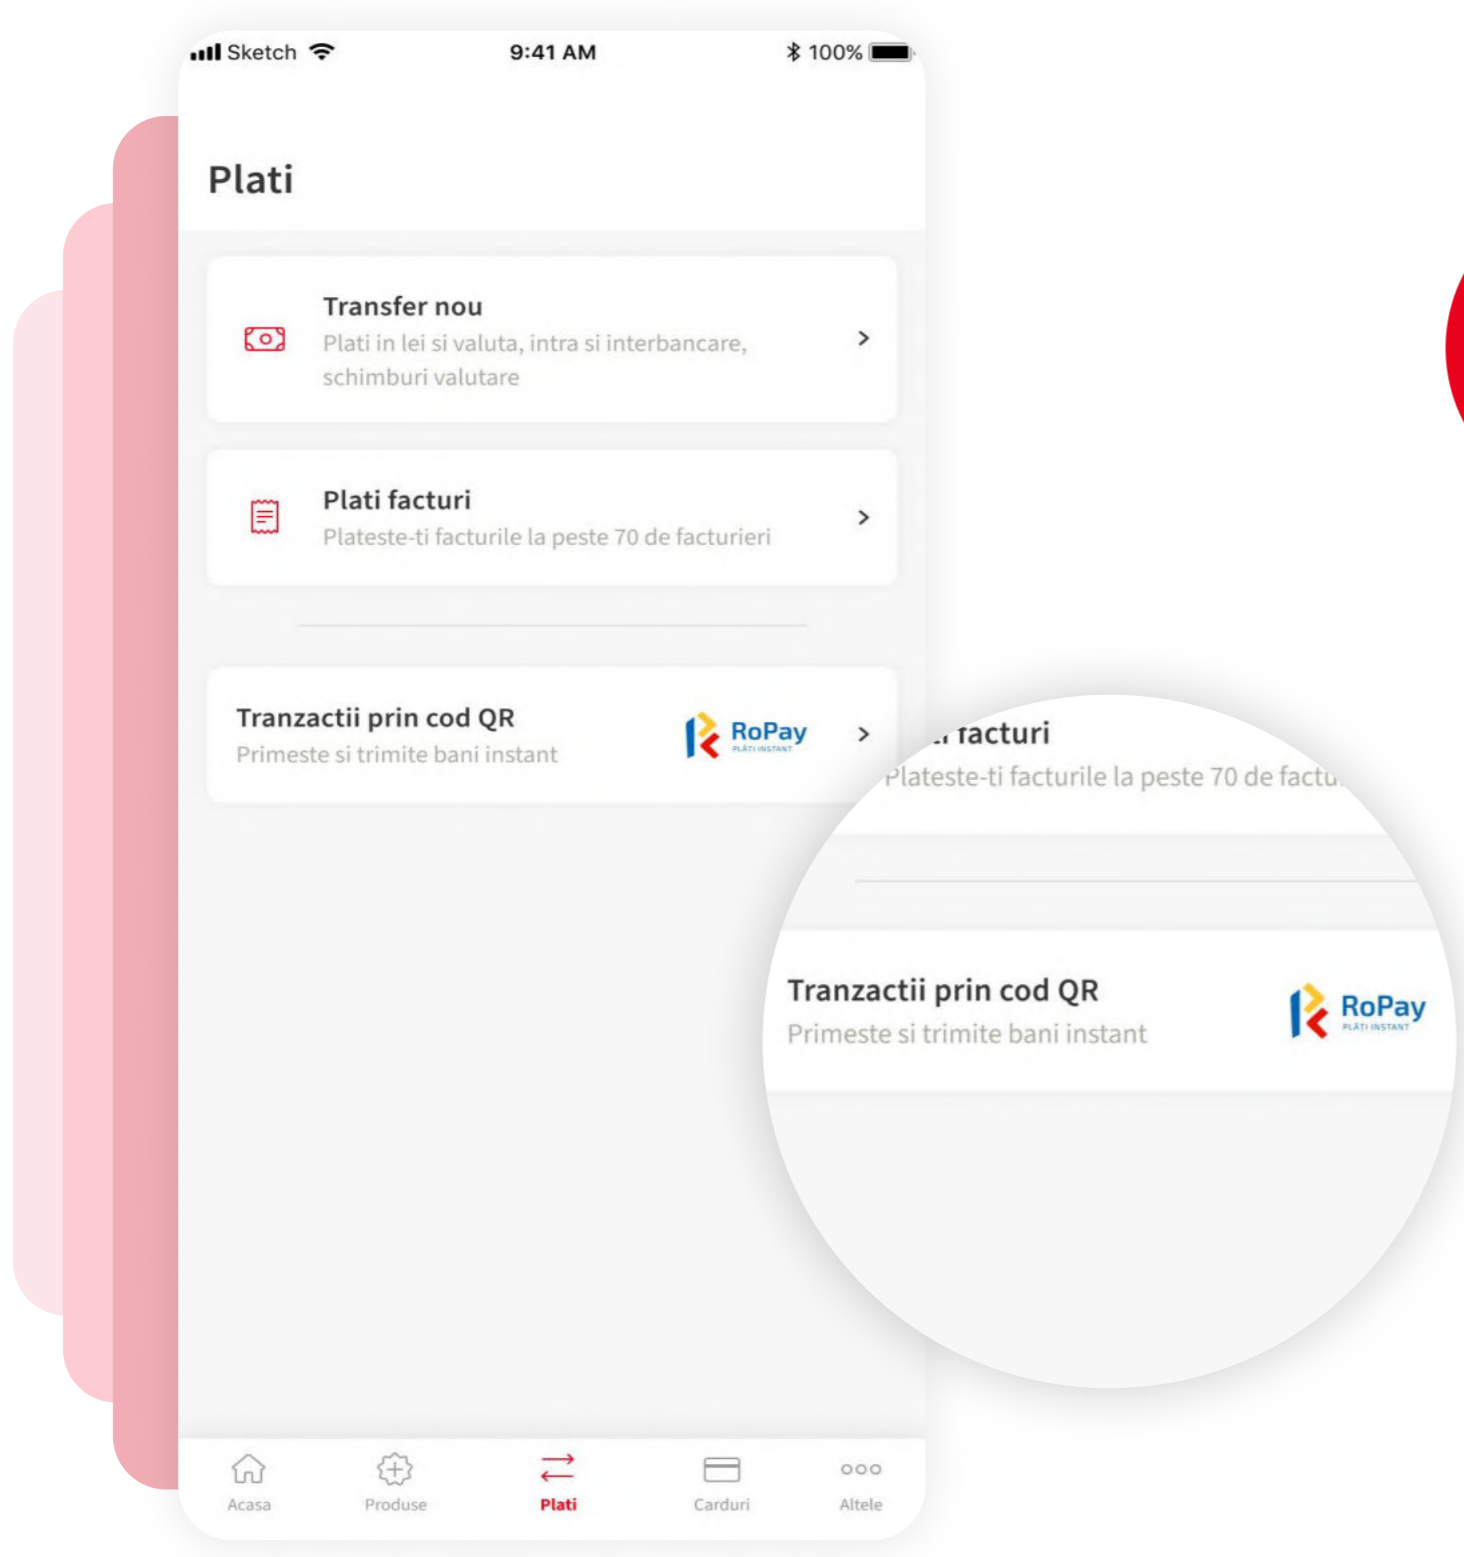 Sketch 9:41 AM 100%
Plati
Transfer nou
Plati in lei si valuta, intra si interbancare,
schimburi valutare
Plati facturi
Plateste-ti facturile la peste 70 de facturieri
Tranzactii prin cod QR
Primeste si trimite bani instant
RoPay
PLĂȚI INSTANT
facturi
Plateste-ti facturile la peste 70 de factu
Tranzactii prin cod QR
Primeste si trimite bani instant
RoPay
PLĂȚI INSTANT
Acasa Produse Plati Carduri Altele